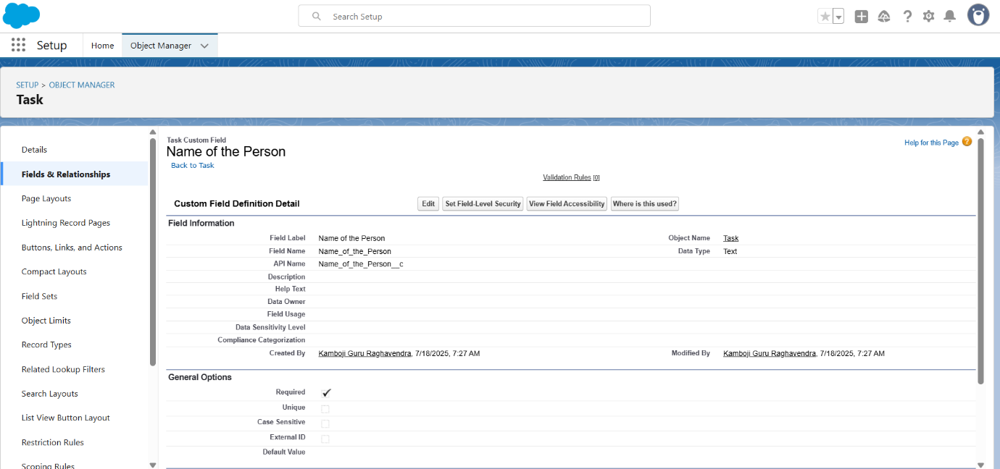 Search Setup
Setup
Home
Object Manager
SETUP > OBJECT MANAGER
Task
Details
Fields & Relationships
Page Layouts
Lightning Record Pages
Buttons, Links, and Actions
Compact Layouts
Field Sets
Object Limits
Record Types
Related Lookup Filters
Search Layouts
List View Button Layout
Restriction Rules
Scoping Rules
Task Custom Field
Name of the Person
Back to Task
Help for this Page ?
Validation Rules [0]
Custom Field Definition Detail Edit Set Field-Level Security View Field Accessibility Where is this used?
Field Information
Field Label Name of the Person Object Name Task
Field Name Name_of_the_Person Data Type Text
API Name Name_of_the_Person__c
Description
Help Text
Data Owner
Field Usage
Data Sensitivity Level
Compliance Categorization
Created By Kamboji Guru Raghavendra, 7/18/2025, 7:27 AM Modified By Kamboji Guru Raghavendra, 7/18/2025, 7:27 AM
General Options
Required
Unique
Case Sensitive
External ID
Default Value